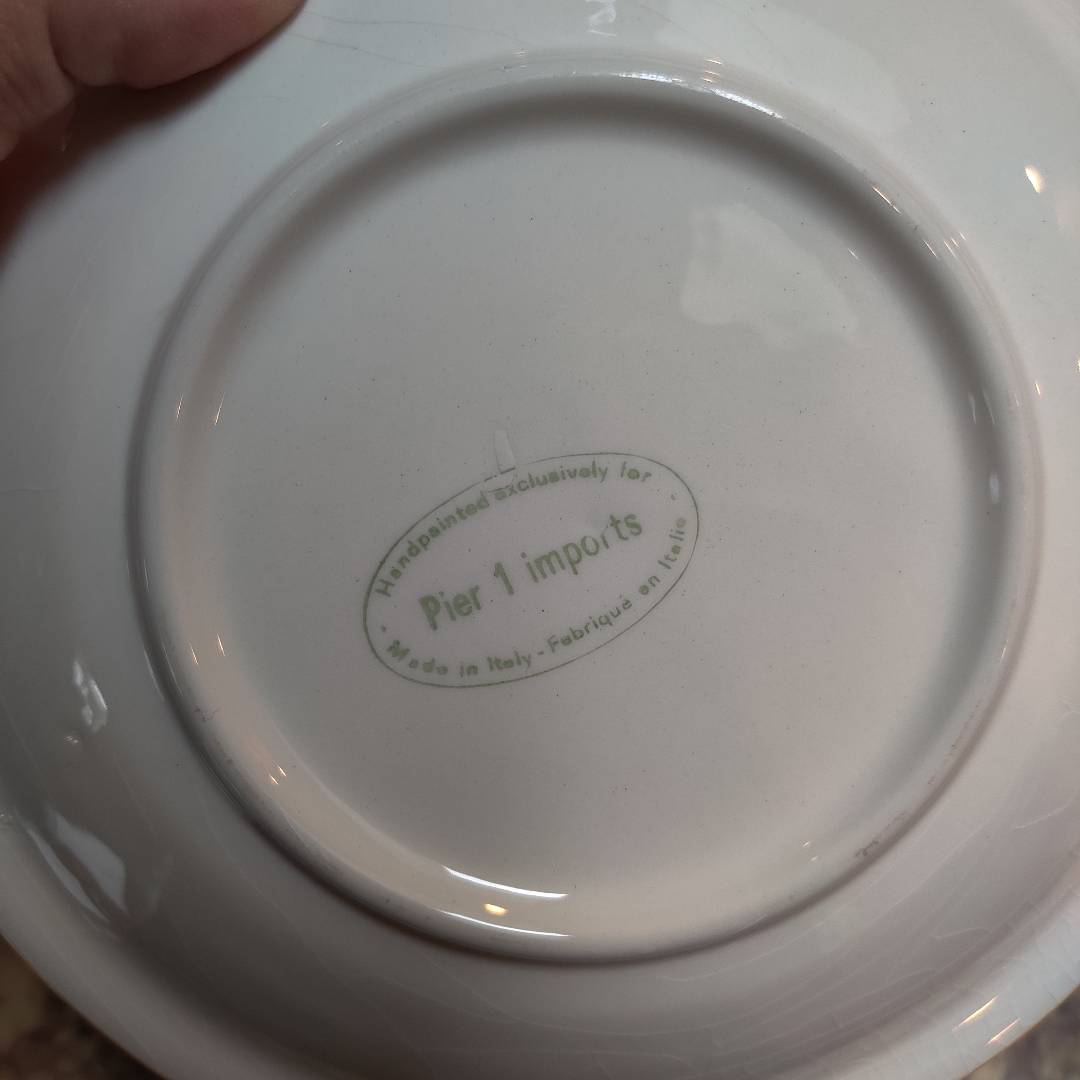 Handpainted exclusively for
Pier 1 imports
- Made in Italy - Fabriqué en Italie -